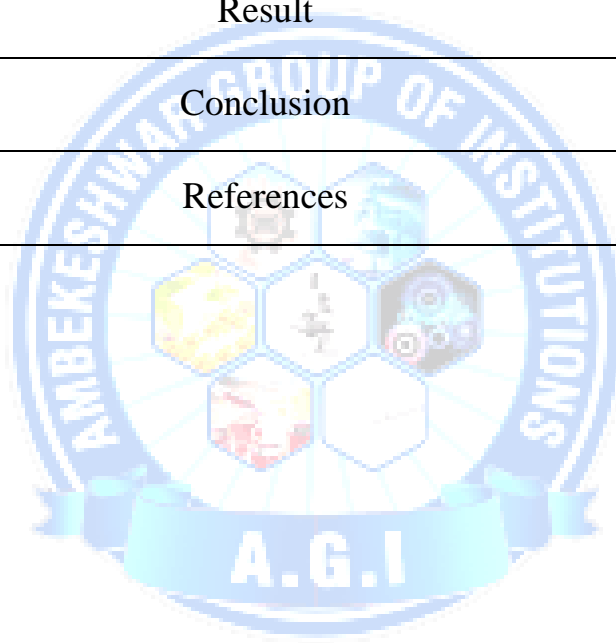 Result
Conclusion
References
AMBEKESHWAR GROUP OF INSTITUTIONS
A.G.I